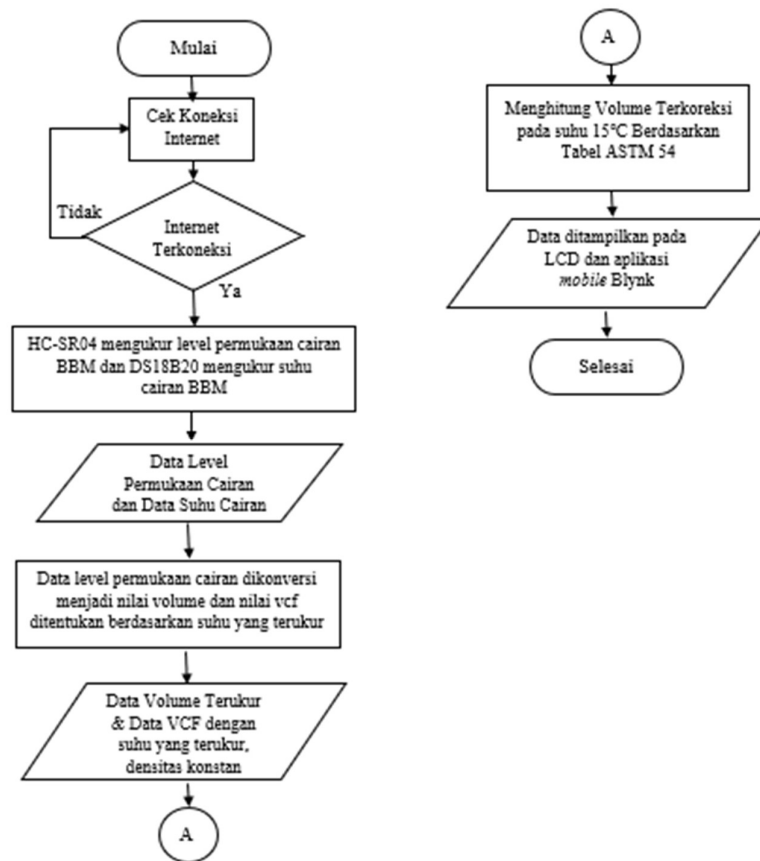 Mulai
Cek Koneksi
Internet
Tidak
Internet
Terkoneksi
Ya
HC-SR04 mengukur level permukaan cairan
BBM dan DS18B20 mengukur suhu
cairan BBM
Data Level
Permukaan Cairan
dan Data Suhu Cairan
Data level permukaan cairan dikonversi
menjadi nilai volume dan nilai vcf
ditentukan berdasarkan suhu yang terukur
Data Volume Terukur
& Data VCF dengan
suhu yang terukur,
densitas konstan
A
A
Menghitung Volume Terkoreksi
pada suhu 15°C Berdasarkan
Tabel ASTM 54
Data ditampilkan pada
LCD dan aplikasi
mobile Blynk
Selesai